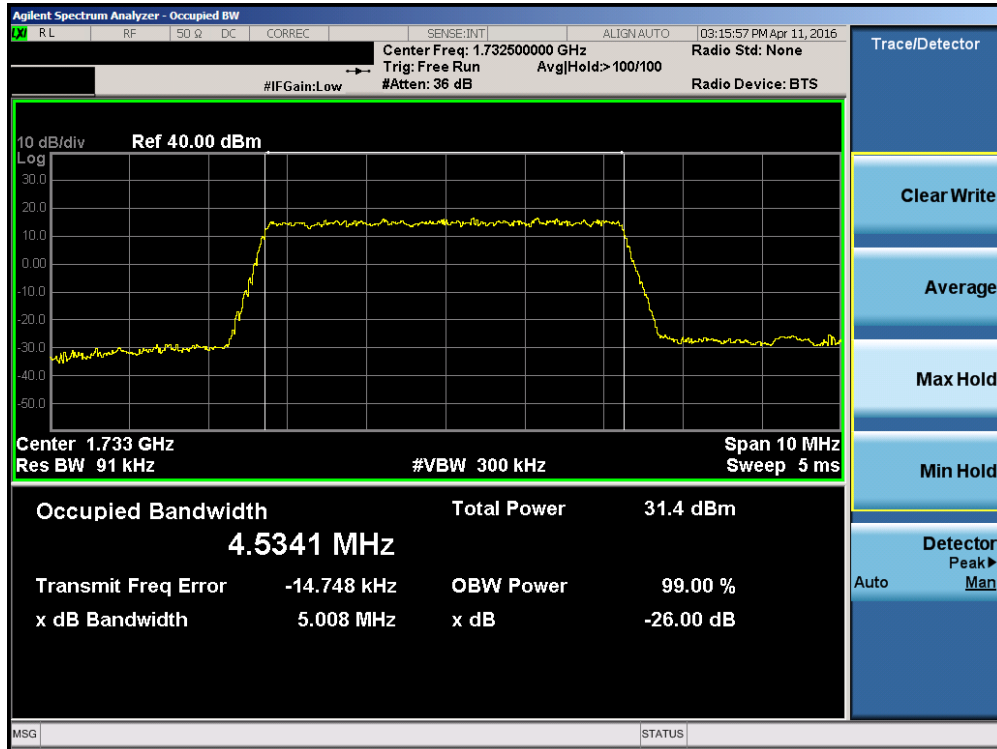 Agilent Spectrum Analyzer - Occupied BW
LXI RL RF 50 Ω DC CORREC SENSE:INT ALIGN AUTO 03:15:57 PM Apr 11, 2016
Center Freq: 1.732500000 GHz Radio Std: None
Trig: Free Run Avg|Hold:> 100/100
#IFGain:Low #Atten: 36 dB Radio Device: BTS
10 dB/div Ref 40.00 dBm
Log
30.0
20.0
10.0
0.00
-10.0
-20.0
-30.0
-40.0
-50.0
Center 1.733 GHz Span 10 MHz
Res BW 91 kHz #VBW 300 kHz Sweep 5 ms
Occupied Bandwidth Total Power 31.4 dBm
4.5341 MHz
Transmit Freq Error -14.748 kHz OBW Power 99.00 %
x dB Bandwidth 5.008 MHz x dB -26.00 dB
MSG STATUS
Trace/Detector
Clear Write
Average
Max Hold
Min Hold
Detector
Peak▶
Auto Man